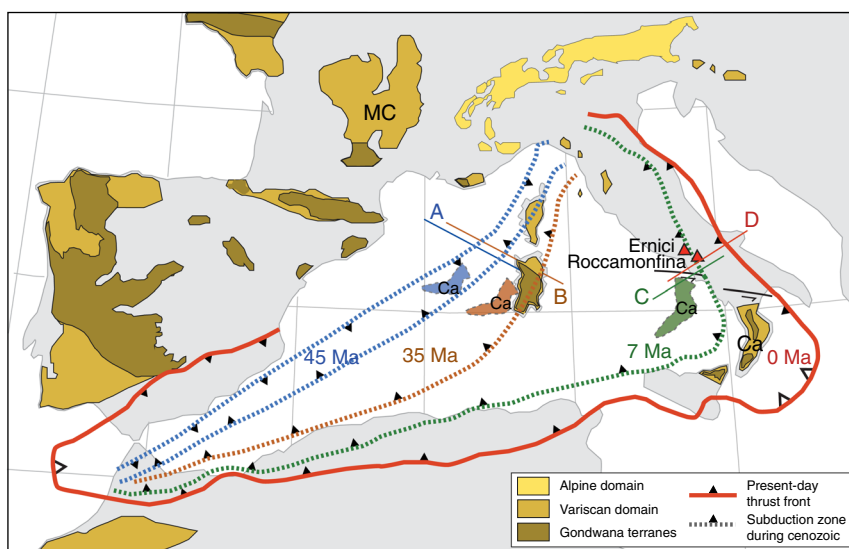 MC
A
D
Ernici
Roccamonfina
Ca
Ca
B
C
Ca
Ca
45 Ma
35 Ma
7 Ma
0 Ma
Alpine domain
Variscan domain
Gondwana terranes
Present-day
thrust front
Subduction zone
during cenozoic